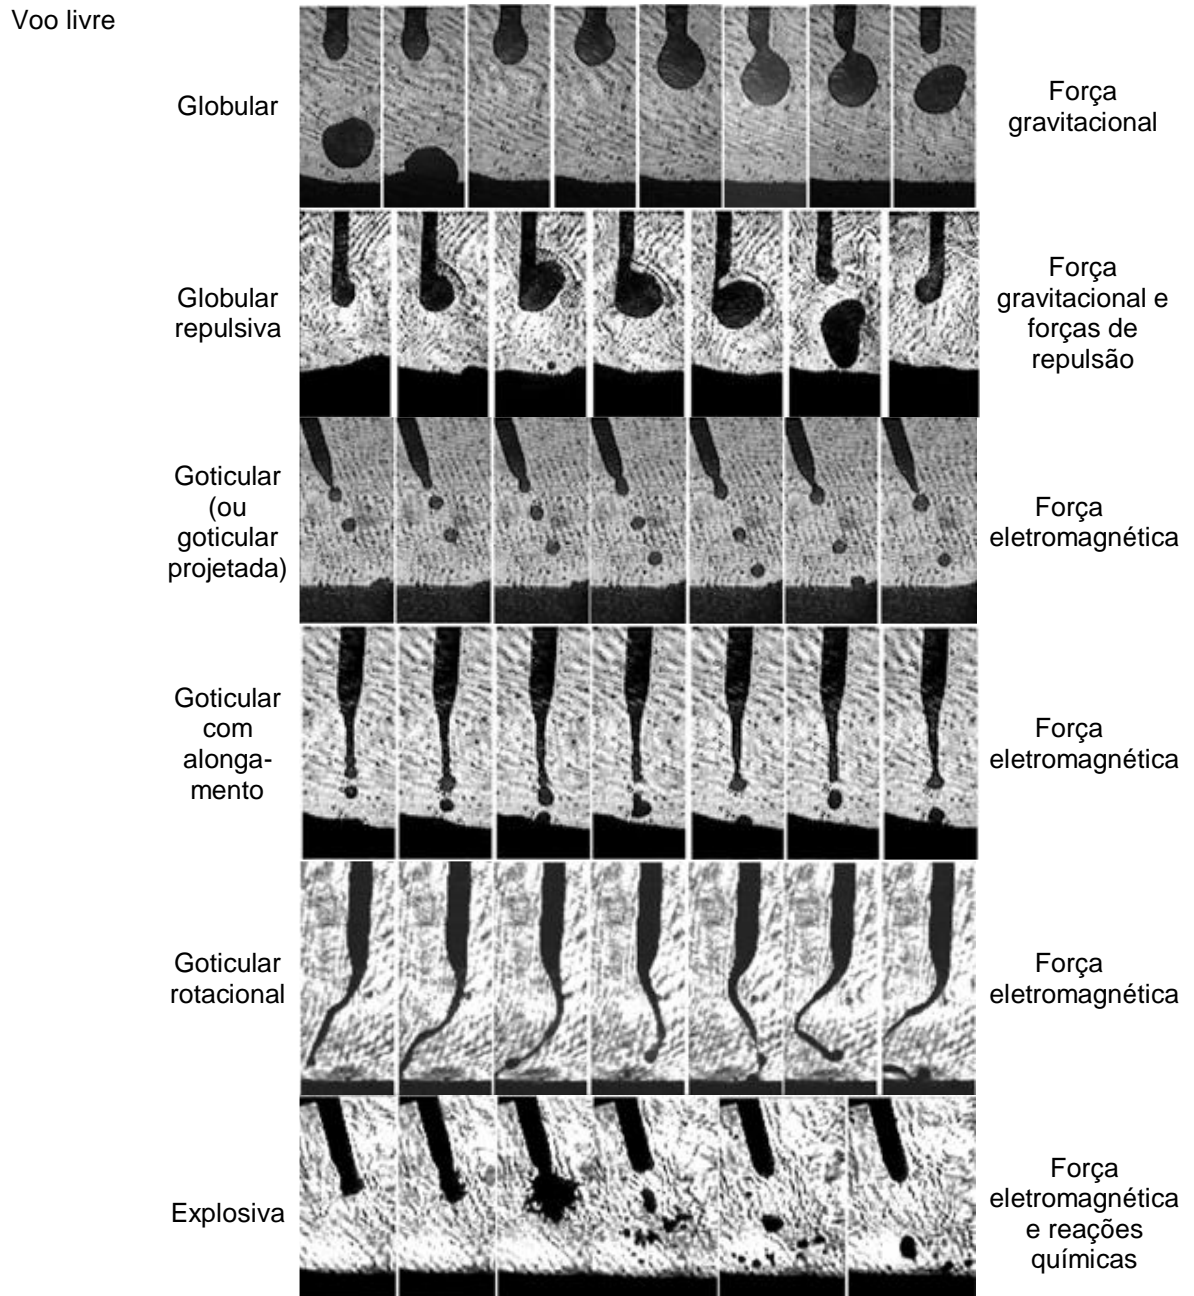 Voo livre
Globular
Força
gravitacional
Globular
repulsiva
Força
gravitacional e
forças de
repulsão
Goticular
(ou
goticular
projetada)
Força
eletromagnética
Goticular
com
alonga-
mento
Força
eletromagnética
Goticular
rotacional
Força
eletromagnética
Explosiva
Força
eletromagnética
e reações
químicas